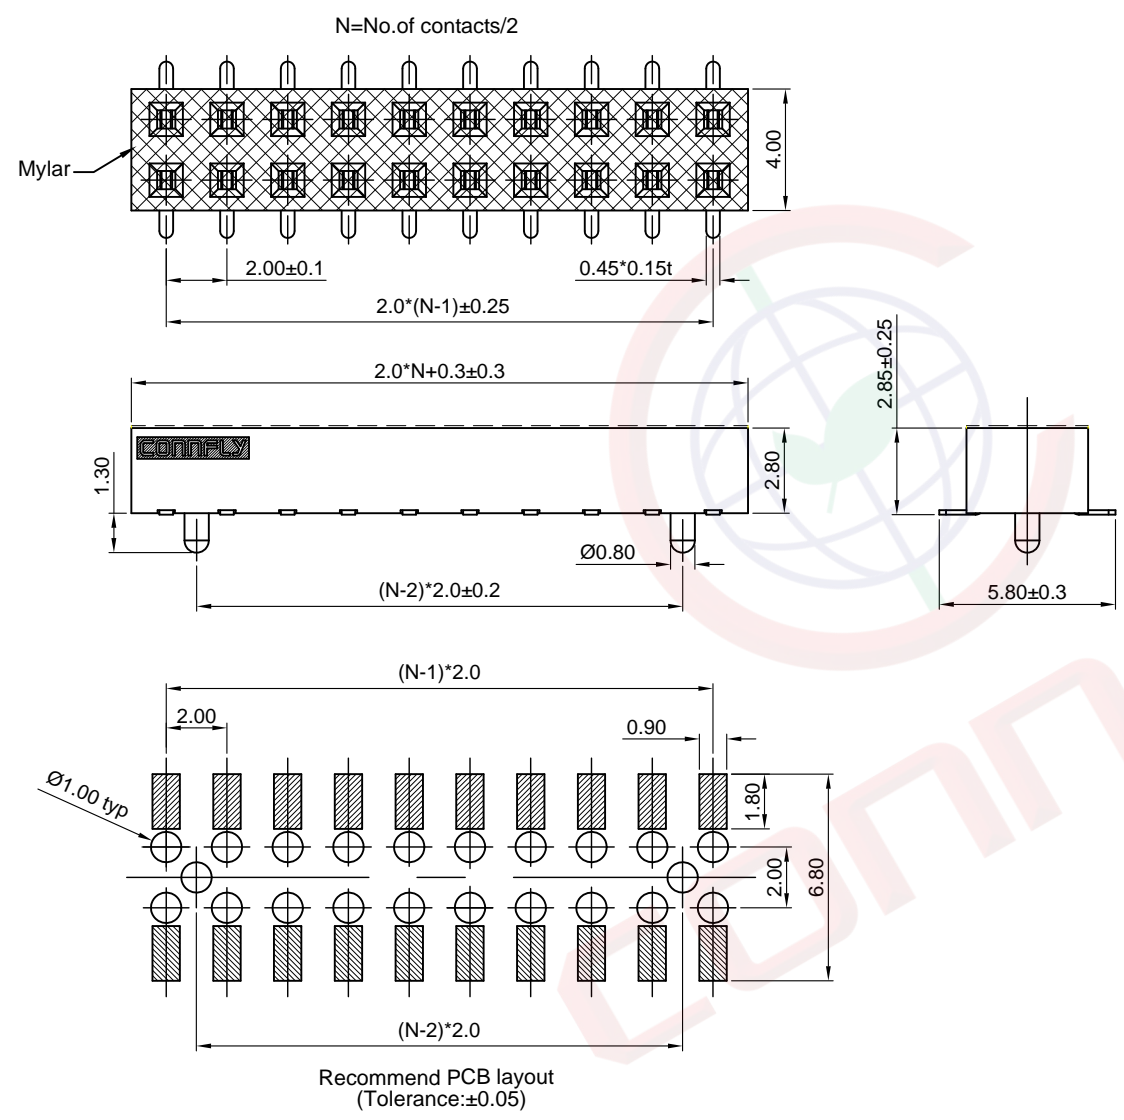 N=No.of contacts/2
Mylar
4.00
2.00±0.1
0.45*0.15t
2.0*(N-1)±0.25
2.0*N+0.3±0.3
2.85±0.25
CONNFLY
1.30
2.80
Ø0.80
(N-2)*2.0±0.2
5.80±0.3
(N-1)*2.0
2.00
0.90
Ø1.00 typ
1.80
2.00
6.80
(N-2)*2.0
Recommend PCB layout
(Tolerance:±0.05)
conn